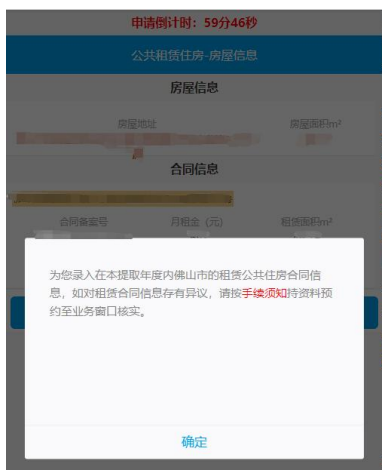 申请倒计时：59分46秒
公共租赁住房-房屋信息
房屋信息
房屋地址 房屋面积m²
合同信息
合同备案号 月租金（元） 租赁面积m²
为您录入在本提取年度内佛山市的租赁公共住房合同信
息，如对租赁合同信息存有异议，请按手续须知持资料预
约至业务窗口核实。
确定